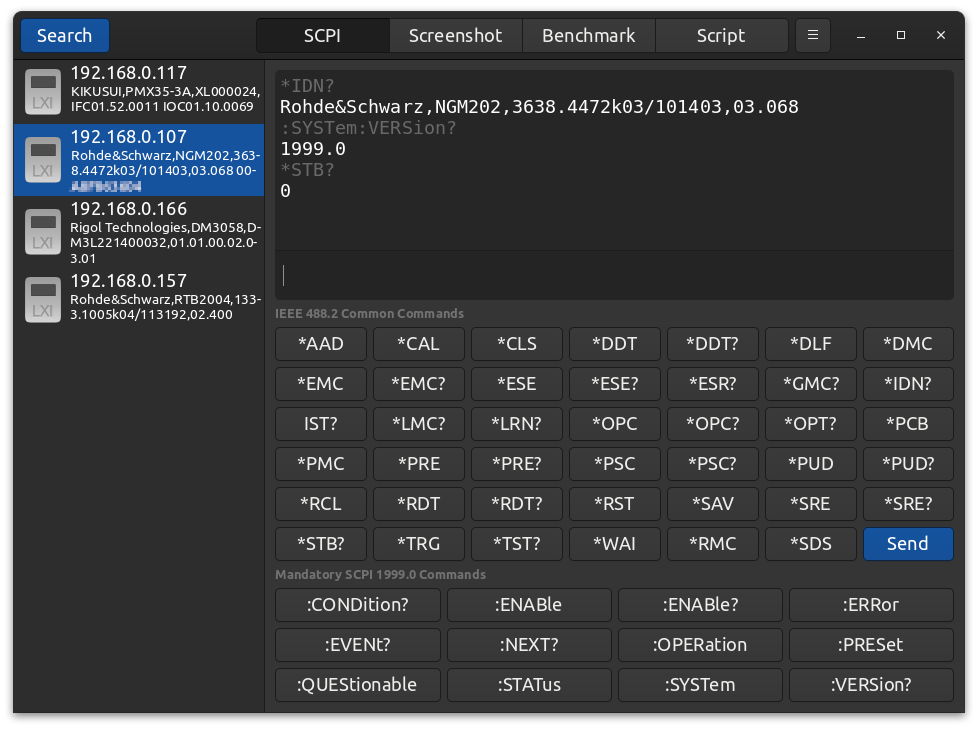 Search
SCPI Screenshot Benchmark Script
192.168.0.117
KIKUSUI,PMX35-3A,XL000024,
IFC01.52.0011 IOC01.10.0069
LXI
192.168.0.107
Rohde&Schwarz,NGM202,363-
8.4472k03/101403,03.068 00-
LXI
192.168.0.166
Rigol Technologies,DM3058,D-
M3L221400032,01.01.00.02.0-
3.01
LXI
192.168.0.157
Rohde&Schwarz,RTB2004,133-
3.1005k04/113192,02.400
LXI
*IDN?
Rohde&Schwarz,NGM202,3638.4472k03/101403,03.068
:SYSTem:VERSion?
1999.0
*STB?
0
IEEE 488.2 Common Commands
*AAD *CAL *CLS *DDT *DDT? *DLF *DMC
*EMC *EMC? *ESE *ESE? *ESR? *GMC? *IDN?
IST? *LMC? *LRN? *OPC *OPC? *OPT? *PCB
*PMC *PRE *PRE? *PSC *PSC? *PUD *PUD?
*RCL *RDT *RDT? *RST *SAV *SRE *SRE?
*STB? *TRG *TST? *WAI *RMC *SDS Send
Mandatory SCPI 1999.0 Commands
:CONDition? :ENABle :ENABle? :ERRor
:EVENt? :NEXT? :OPERation :PRESet
:QUEStionable :STATus :SYSTem :VERSion?